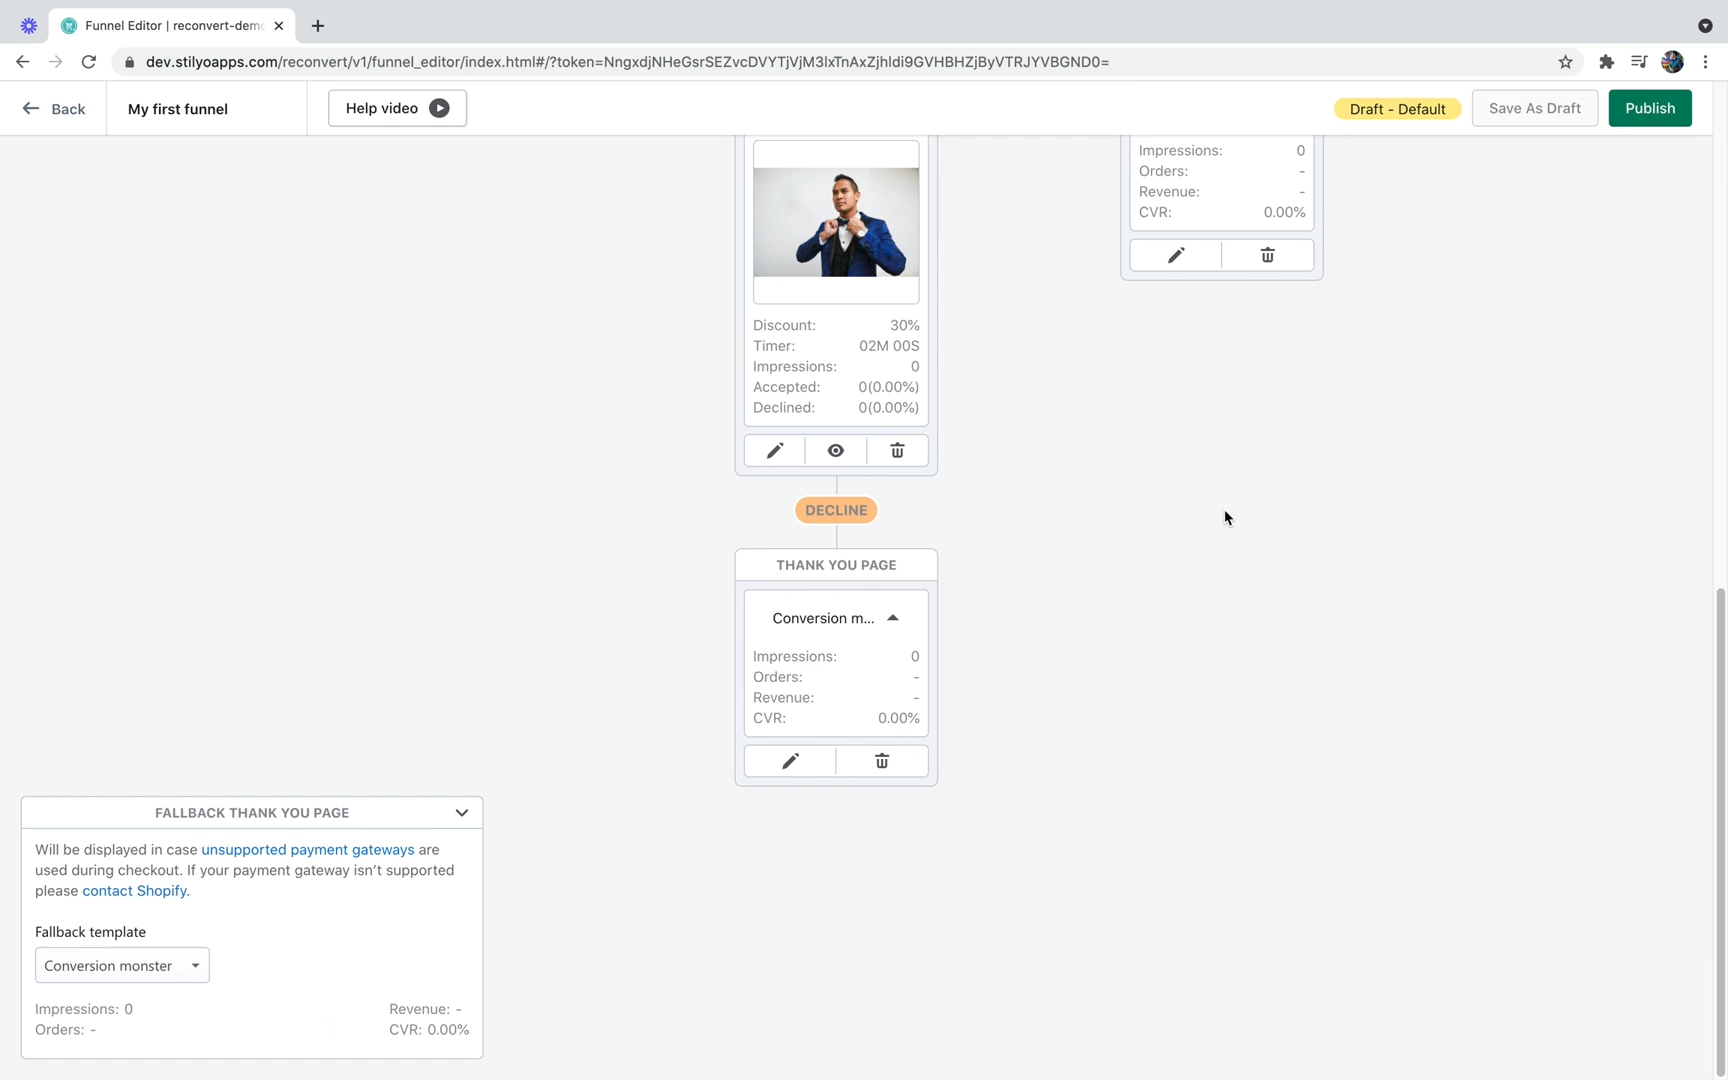 Funnel Editor | reconvert-demo
dev.stilyoapps.com/reconvert/v1/funnel_editor/index.html#/?token=NngxdjNHeGsrSEZvcDVYTjVjM3lxTnAxZjhldi9GVHBHZjByVTRJYVBGND0=
Back
My first funnel
Help video
Draft - Default
Save As Draft
Publish
Impressions: 0
Orders: -
Revenue: -
CVR: 0.00%
Discount: 30%
Timer: 02M 00S
Impressions: 0
Accepted: 0(0.00%)
Declined: 0(0.00%)
DECLINE
THANK YOU PAGE
Conversion m...
Impressions: 0
Orders: -
Revenue: -
CVR: 0.00%
FALLBACK THANK YOU PAGE
Will be displayed in case unsupported payment gateways are
used during checkout. If your payment gateway isn't supported
please contact Shopify.
Fallback template
Conversion monster
Impressions: 0 Revenue: -
Orders: - CVR: 0.00%